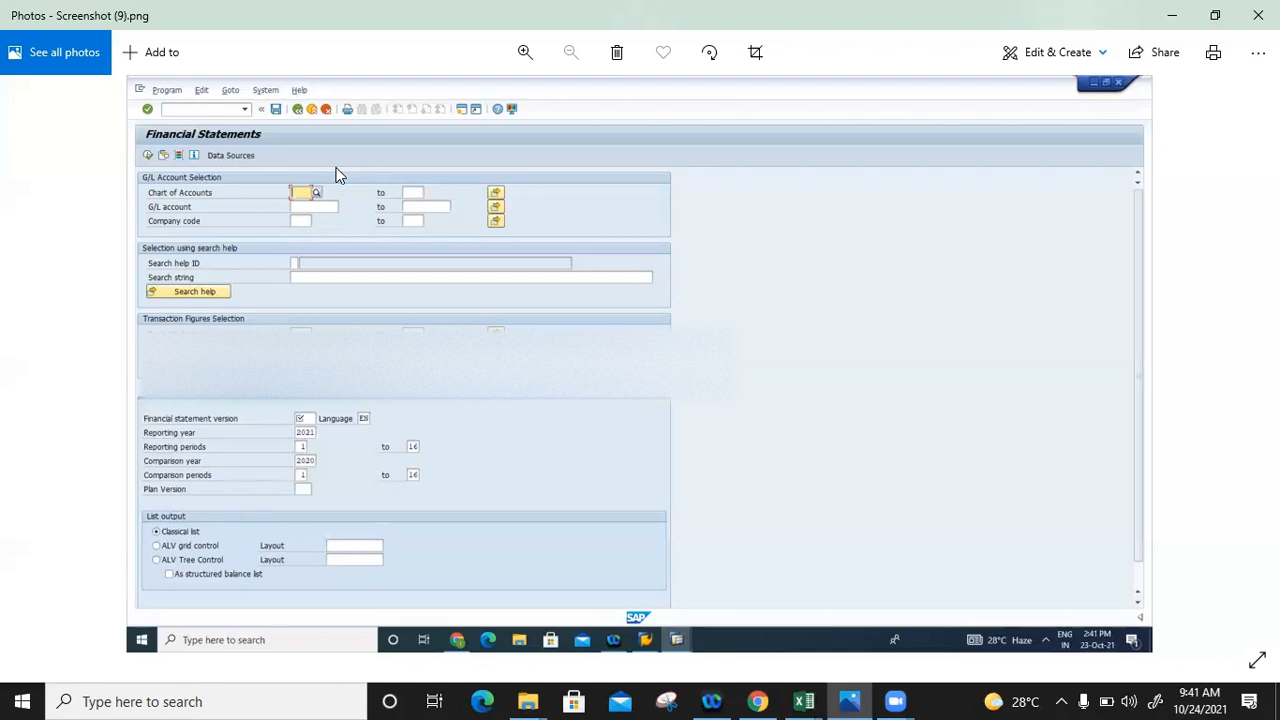 Photos - Screenshot (9).png
See all photos
Add to
Edit & Create
Share
Program Edit Goto System Help
Financial Statements
Data Sources
G/L Account Selection
Chart of Accounts to
G/L account to
Company code to
Selection using search help
Search help ID
Search string
Search help
Transaction Figures Selection
Financial statement version Language EN
Reporting year 2021
Reporting periods 1 to 16
Comparison year 2020
Comparison periods 1 to 16
Plan Version
List output
Classical list
ALV grid control Layout
ALV Tree Control Layout
As structured balance list
SAP
Type here to search
28°C Haze
ENG
IN
2:41 PM
23-Oct-21
1
Type here to search
28°C
9:41 AM
10/24/2021